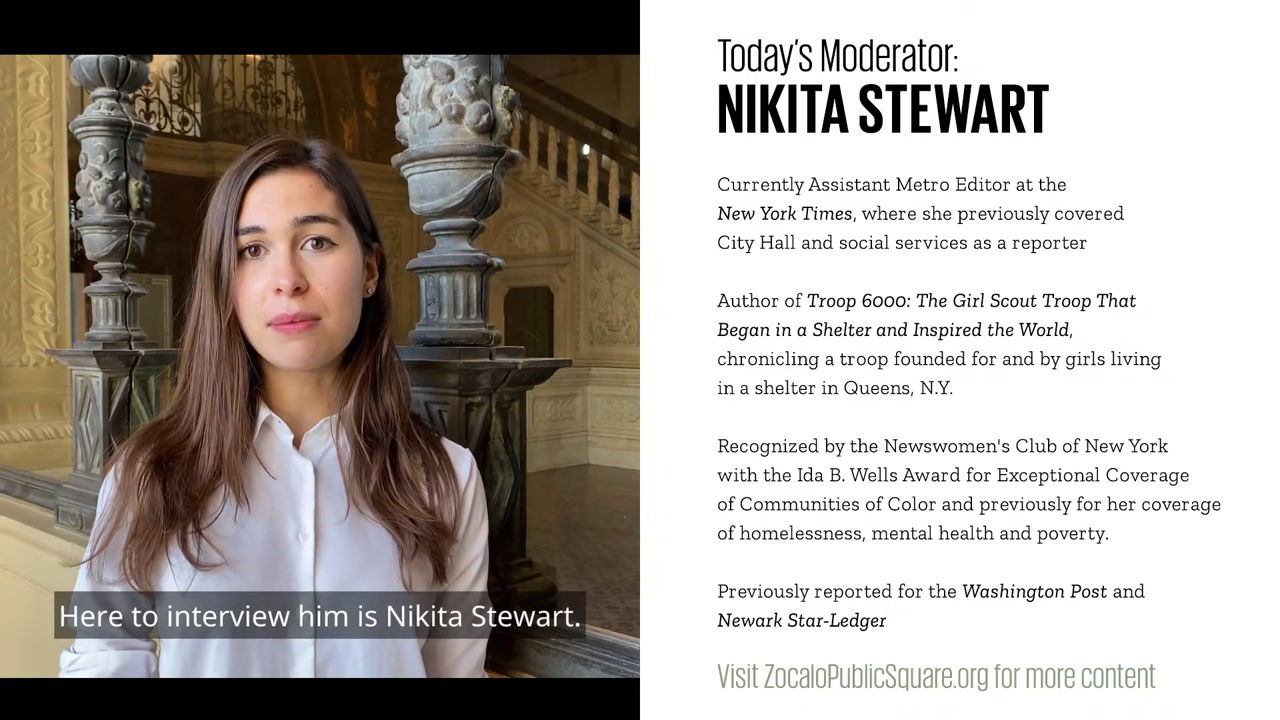 Today's Moderator:
NIKITA STEWART
Currently Assistant Metro Editor at the
New York Times, where she previously covered
City Hall and social services as a reporter
Author of Troop 6000: The Girl Scout Troop That
Began in a Shelter and Inspired the World,
chronicling a troop founded for and by girls living
in a shelter in Queens, N.Y.
Recognized by the Newswomen's Club of New York
with the Ida B. Wells Award for Exceptional Coverage
of Communities of Color and previously for her coverage
of homelessness, mental health and poverty.
Previously reported for the Washington Post and
Newark Star-Ledger
Visit ZocaloPublicSquare.org for more content
Here to interview him is Nikita Stewart.